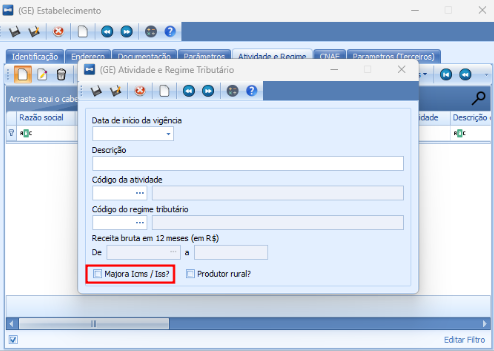 (GE) Estabelecimento
Identificação Endereço Documentação Parâmetros Atividade e Regime CNAE Parametros (Terceiros)
(GE) Atividade e Regime Tributário
Arraste aqui o cabe
Razão social
idade
Descrição
Data de início da vigência
Descrição
Código da atividade
Código do regime tributário
Receita bruta em 12 meses (em R$)
De a
Majora Icms / Iss? Produtor rural?
Editar Filtro